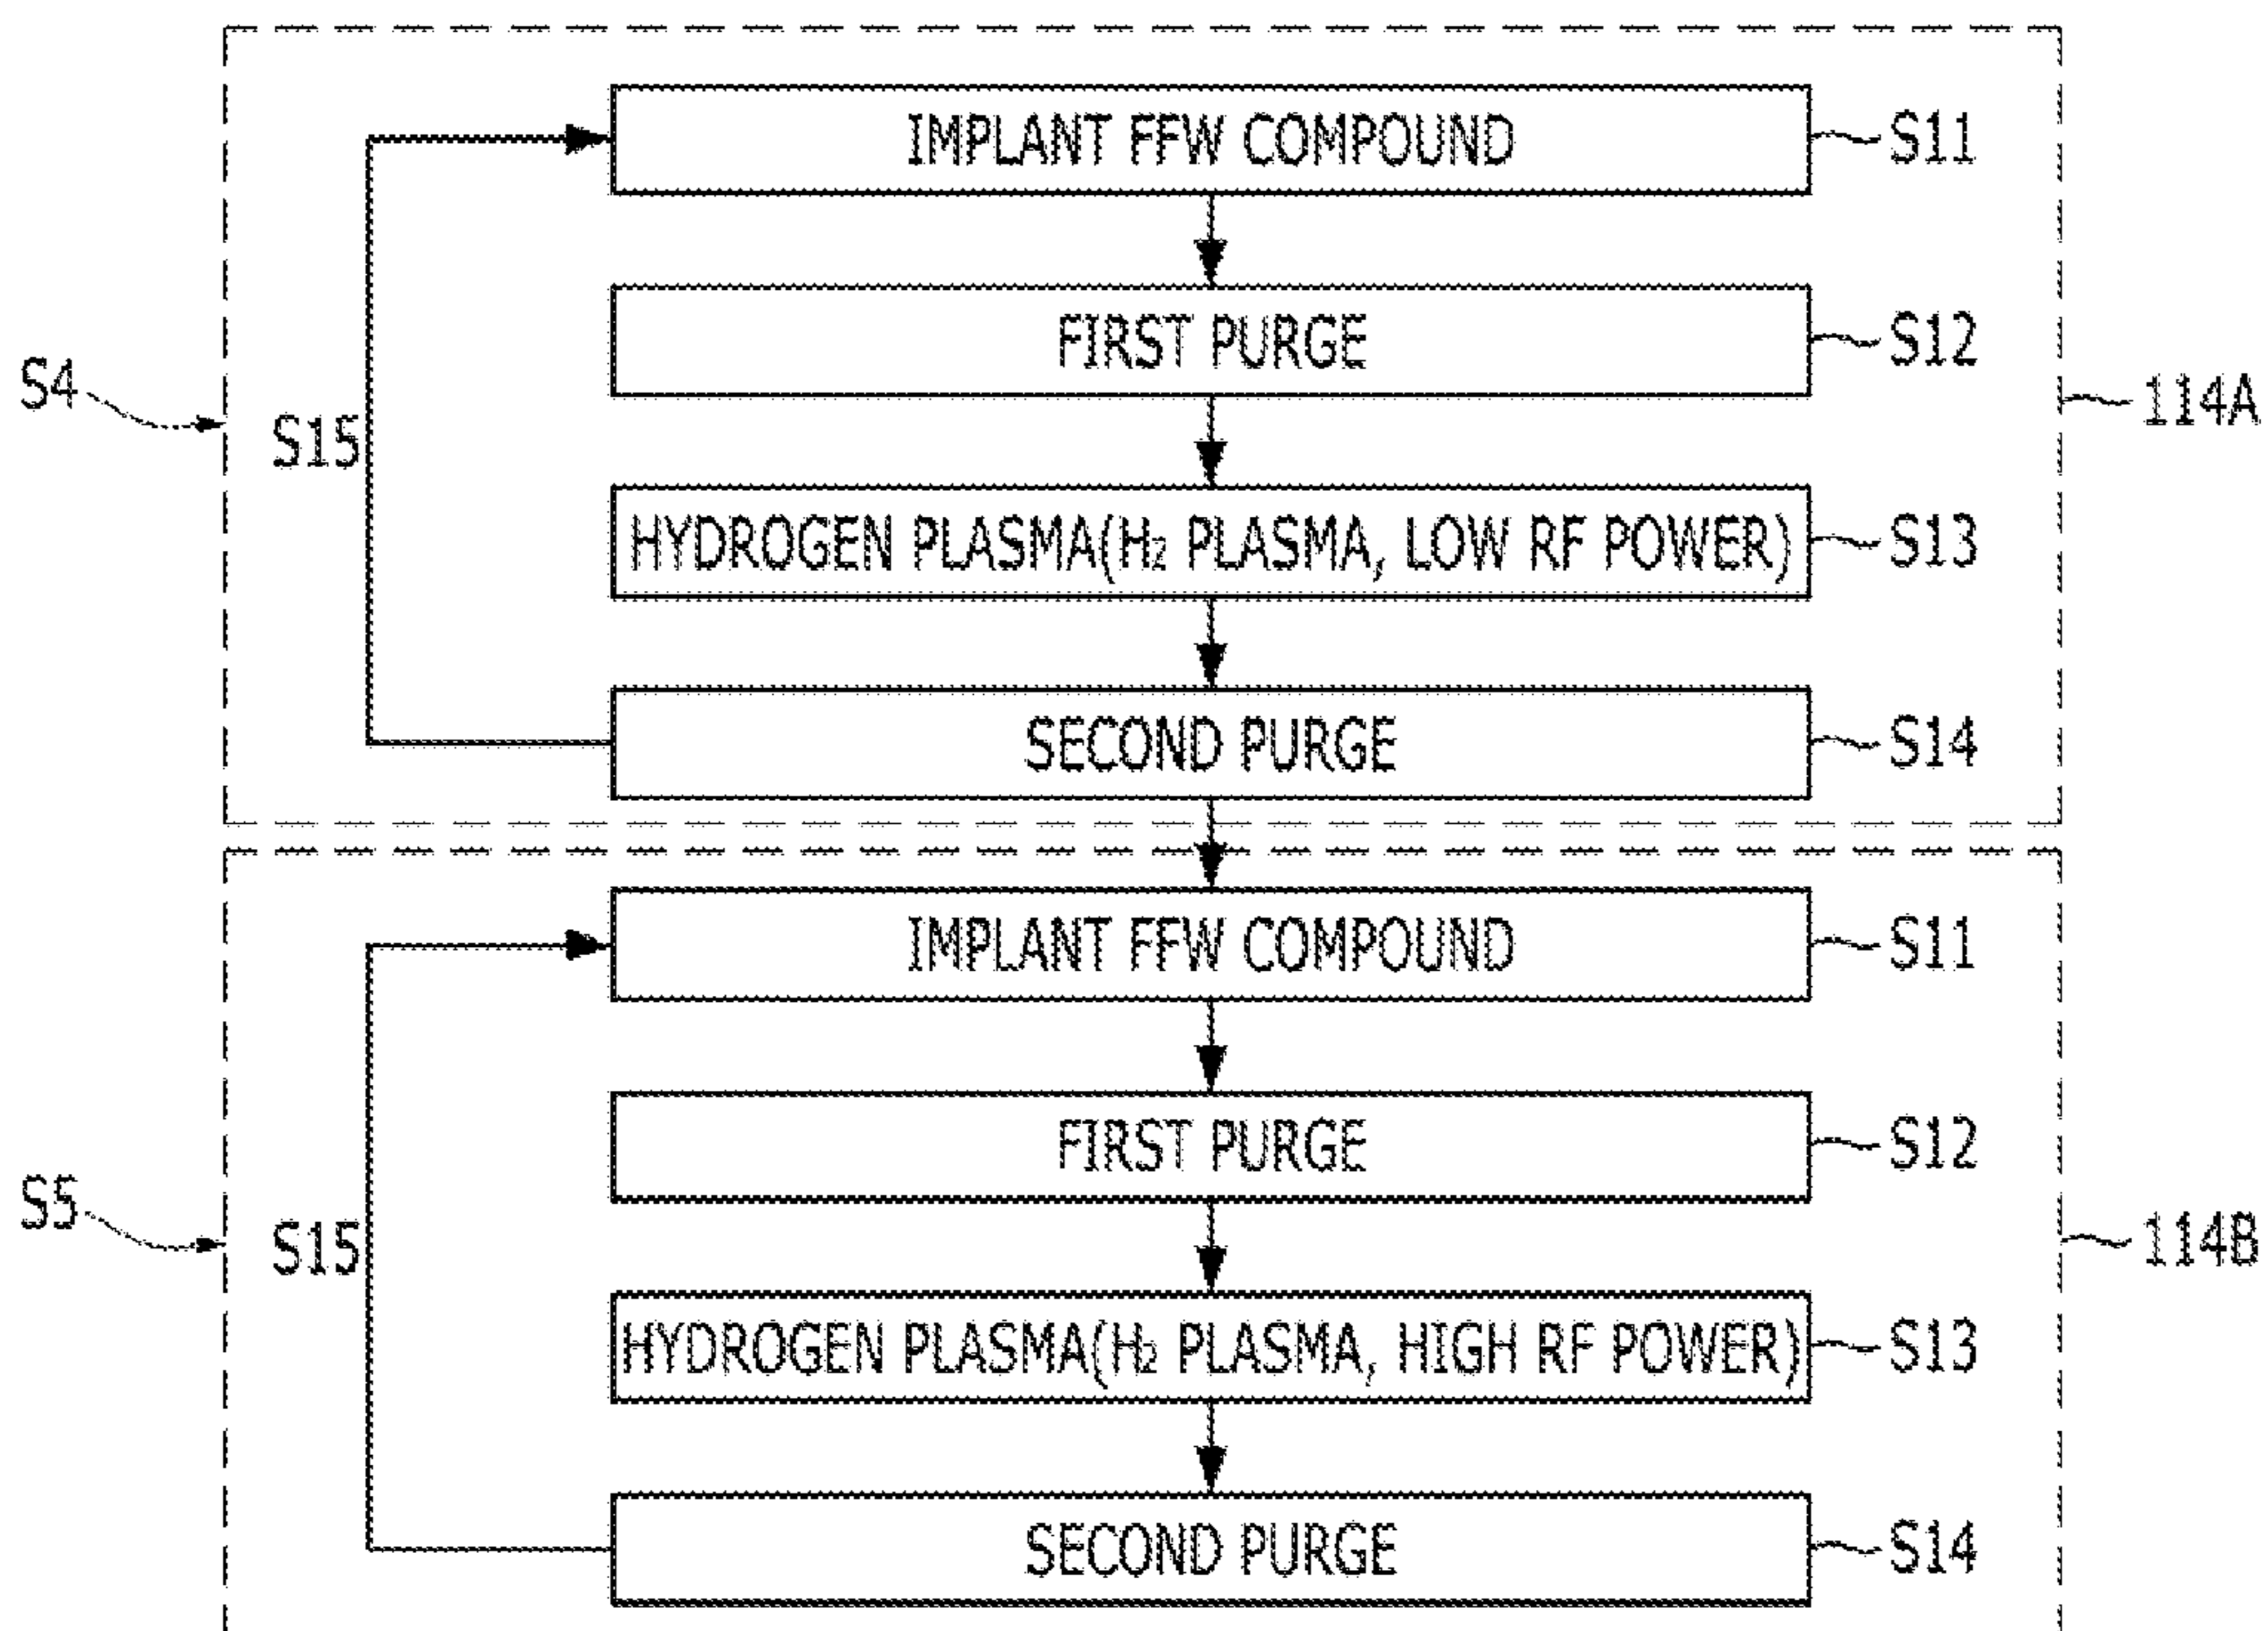 IMPLANT FFW COMPOUND S11
FIRST PURGE S12
S4
114A
S15
HYDROGEN PLASMA(H₂ PLASMA, LOW RF POWER) S13
SECOND PURGE S14
IMPLANT FFW COMPOUND S11
FIRST PURGE S12
S5
114B
S15
HYDROGEN PLASMA(H₂ PLASMA, HIGH RF POWER) S13
SECOND PURGE S14